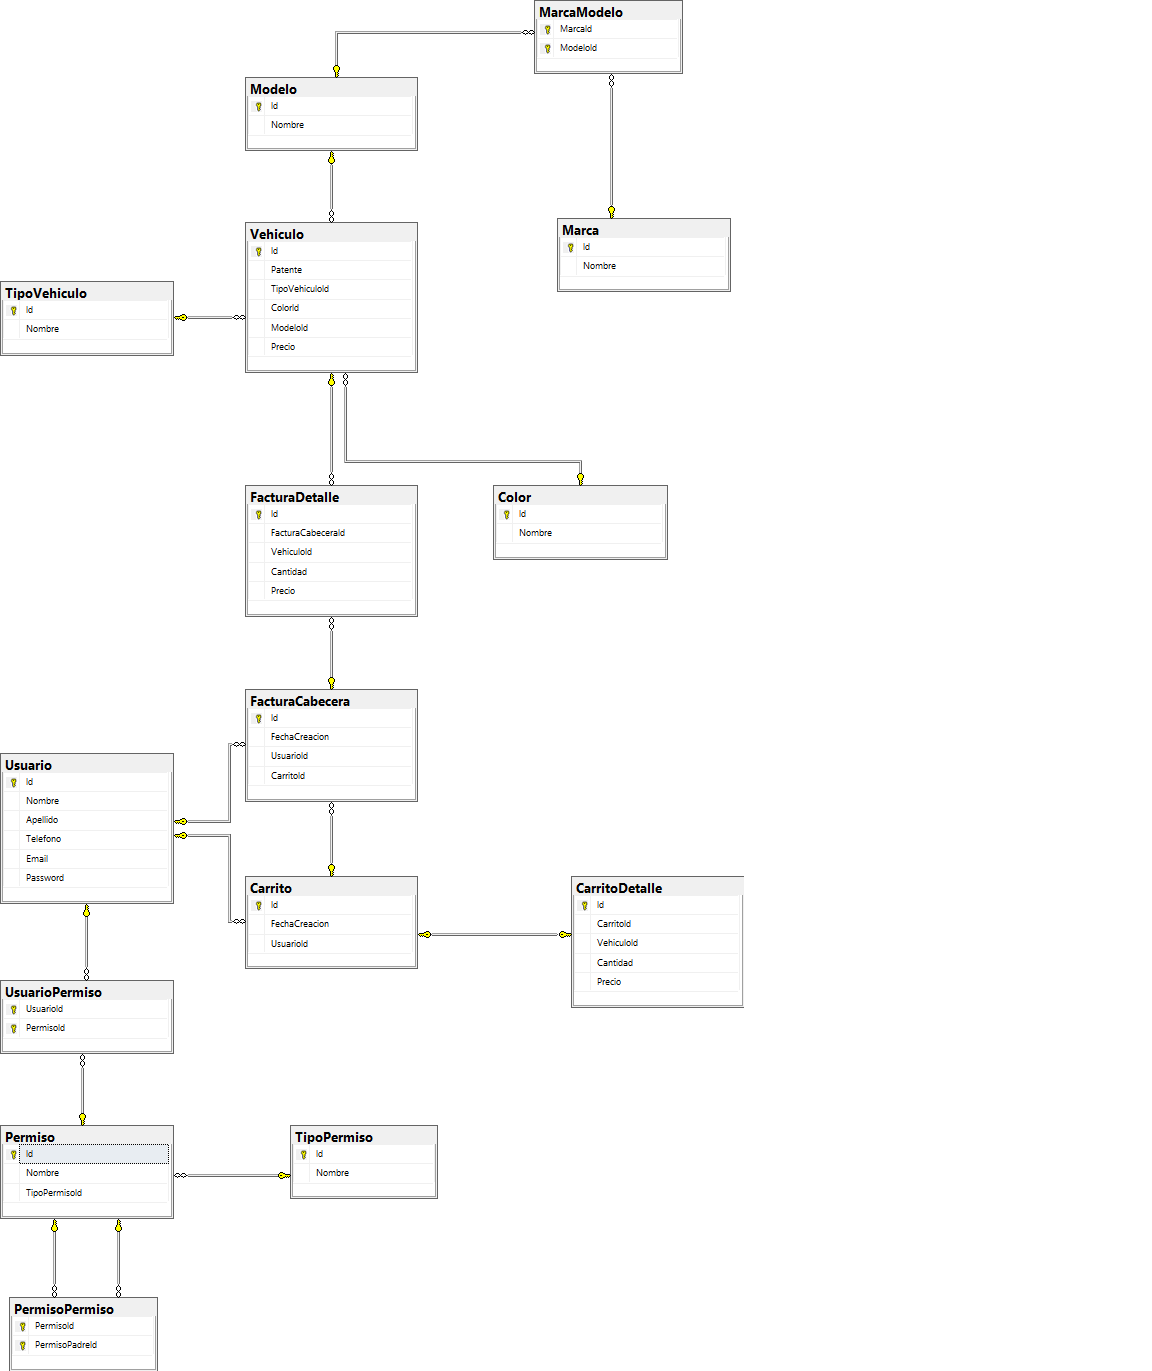 MarcaModelo
MarcaId
ModeloId
Modelo
Id
Nombre
Vehiculo
Id
Patente
TipoVehiculoId
ColorId
ModeloId
Precio
Marca
Id
Nombre
TipoVehiculo
Id
Nombre
FacturaDetalle
Id
FacturaCabeceraId
VehiculoId
Cantidad
Precio
Color
Id
Nombre
FacturaCabecera
Id
FechaCreacion
UsuarioId
CarritoId
Usuario
Id
Nombre
Apellido
Telefono
Email
Password
Carrito
Id
FechaCreacion
UsuarioId
CarritoDetalle
Id
CarritoId
VehiculoId
Cantidad
Precio
UsuarioPermiso
UsuarioId
PermisoId
Permiso
Id
Nombre
TipoPermisoId
TipoPermiso
Id
Nombre
PermisoPermiso
PermisoId
PermisoPadreId